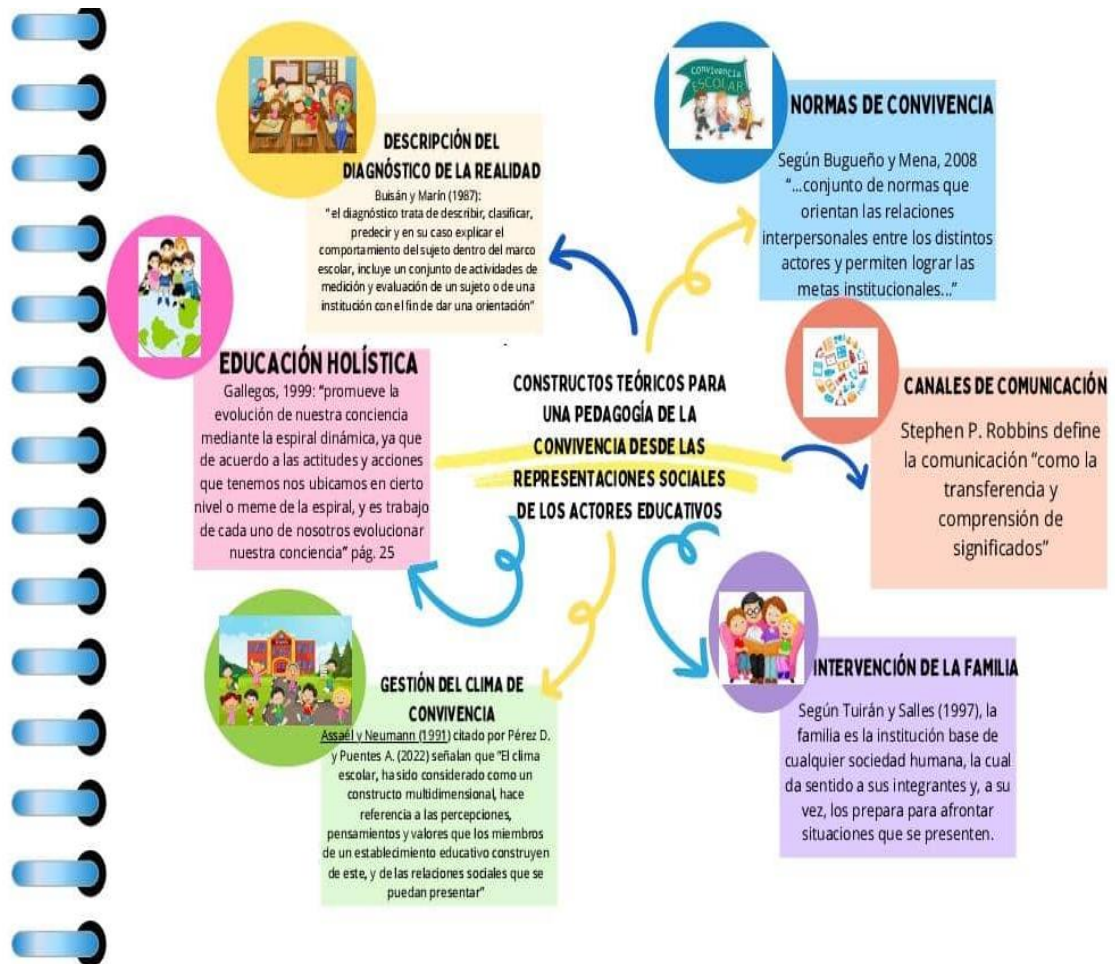 DESCRIPCIÓN DEL
DIAGNÓSTICO DE LA REALIDAD
Buisán y Marín (1987):
“el diagnóstico trata de describir, clasificar,
predecir y en su caso explicar el
comportamiento del sujeto dentro del marco
escolar, incluye un conjunto de actividades de
medición y evaluación de un sujeto o de una
institución con el fin de dar una orientación”
Convivencia
ESCOLAR
NORMAS DE CONVIVENCIA
Según Bugueño y Mena, 2008
“...conjunto de normas que
orientan las relaciones
interpersonales entre los distintos
actores y permiten lograr las
metas institucionales...”
EDUCACIÓN HOLÍSTICA
Gallegos, 1999: “promueve la
evolución de nuestra conciencia
mediante la espiral dinámica, ya que
de acuerdo a las actitudes y acciones
que tenemos nos ubicamos en cierto
nivel o meme de la espiral, y es trabajo
de cada uno de nosotros evolucionar
nuestra conciencia” pág. 25
CONSTRUCTOS TEÓRICOS PARA
UNA PEDAGOGÍA DE LA
CONVIVENCIA DESDE LAS
REPRESENTACIONES SOCIALES
DE LOS ACTORES EDUCATIVOS
CANALES DE COMUNICACIÓN
Stephen P. Robbins define
la comunicación “como la
transferencia y
comprensión de
significados”
GESTIÓN DEL CLIMA DE
CONVIVENCIA
Assaél y Neumann (1991) citado por Pérez D.
y Puentes A. (2022) señalan que “El clima
escolar, ha sido considerado como un
constructo multidimensional, hace
referencia a las percepciones,
pensamientos y valores que los miembros
de un establecimiento educativo construyen
de este, y de las relaciones sociales que se
puedan presentar”
INTERVENCIÓN DE LA FAMILIA
Según Tuirán y Salles (1997), la
familia es la institución base de
cualquier sociedad humana, la cual
da sentido a sus integrantes y, a su
vez, los prepara para afrontar
situaciones que se presenten.